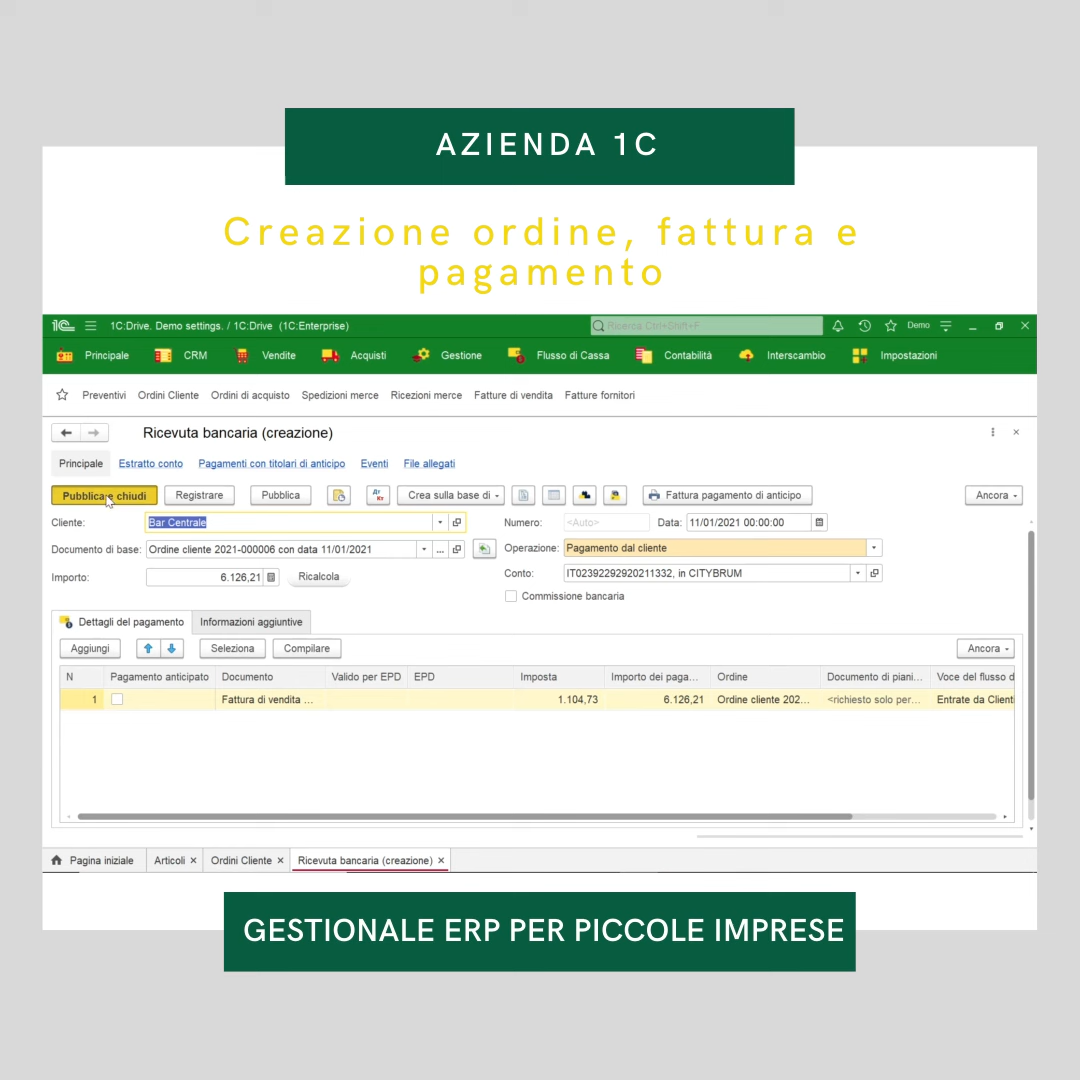 AZIENDA 1C
Creazione ordine, fattura e
pagamento
1C:Drive. Demo settings. / 1C:Drive (1C:Enterprise)
Ricerca Ctrl+Shift+F
Demo
Principale CRM Vendite Acquisti Gestione Flusso di Cassa Contabilità Interscambio Impostazioni
Preventivi Ordini Cliente Ordini di acquisto Spedizioni merce Ricezioni merce Fatture di vendita Fatture fornitori
Ricevuta bancaria (creazione)
Principale Estratto conto Pagamenti con titolari di anticipo Eventi File allegati
Pubblica e chiudi Registrare Pubblica Crea sulla base di Fattura pagamento di anticipo Ancora
Cliente: Bar Centrale Numero: <Auto> Data: 11/01/2021 00:00:00
Documento di base: Ordine cliente 2021-000006 con data 11/01/2021 ... Operazione: Pagamento dal cliente
Importo: 6.126,21 Ricalcola Conto: IT02392292920211332, in CITYBRUM
Commissione bancaria
Dettagli del pagamento Informazioni aggiuntive
Aggiungi Seleziona Compilare Ancora
N Pagamento anticipato Documento Valido per EPD EPD Imposta Importo dei paga... Ordine Documento di piani... Voce del flusso d
1 Fattura di vendita ... 1.104,73 6.126,21 Ordine cliente 202... <richiesto solo per... Entrate da Clienti
Pagina iniziale Articoli Ordini Cliente Ricevuta bancaria (creazione)
GESTIONALE ERP PER PICCOLE IMPRESE